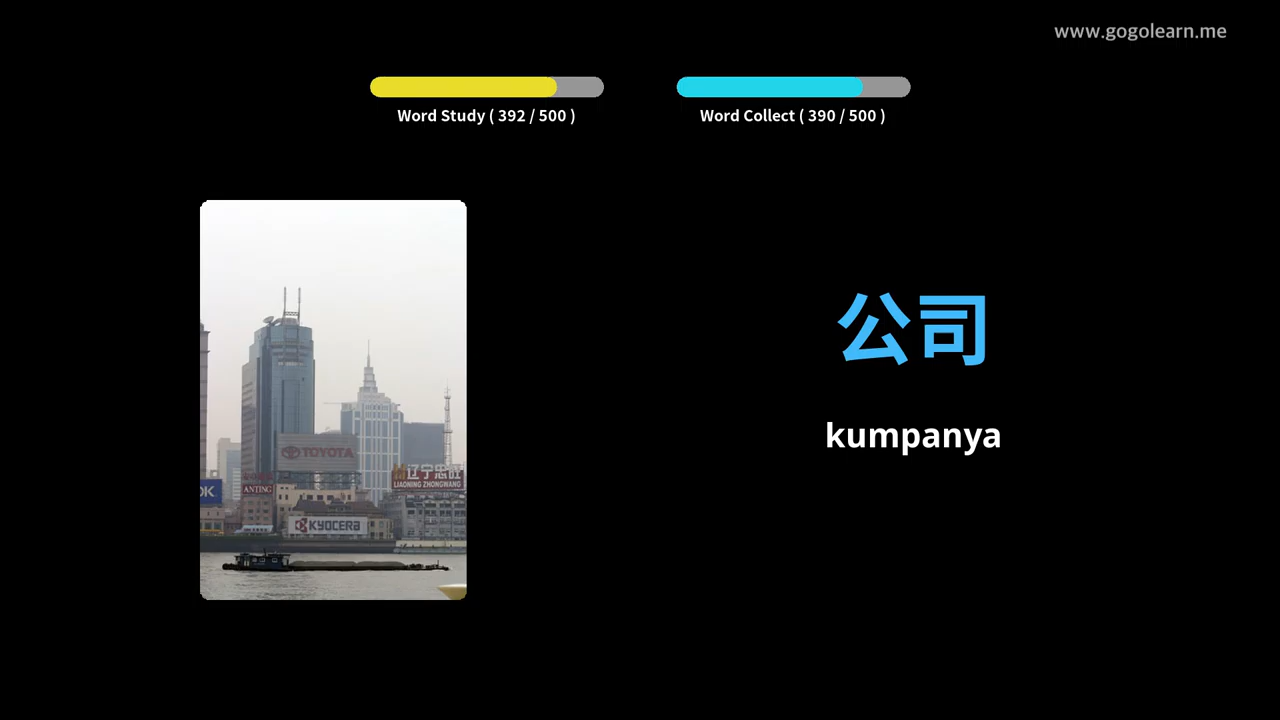 www.gogolearn.me
Word Study ( 392 / 500 )
Word Collect ( 390 / 500 )
公司
kumpanya
TOYOTA
辽宁忠旺
LIAONING ZHONGWANG
OK
ANTING
KYOCERA